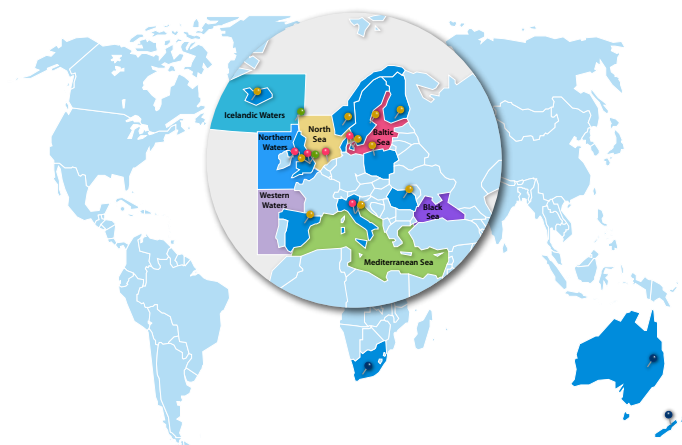 Icelandic Waters
Northern
Waters
North
Sea
Baltic
Sea
Western
Waters
Black
Sea
Mediterranean Sea